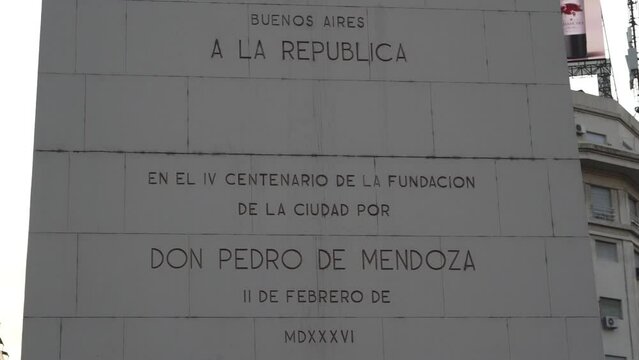 BUENOS AIRES
A LA REPUBLICA
EN EL IV CENTENARIO DE LA FUNDACION
DE LA CIUDAD POR
DON PEDRO DE MENDOZA
II DE FEBRERO DE
MDXXXVI